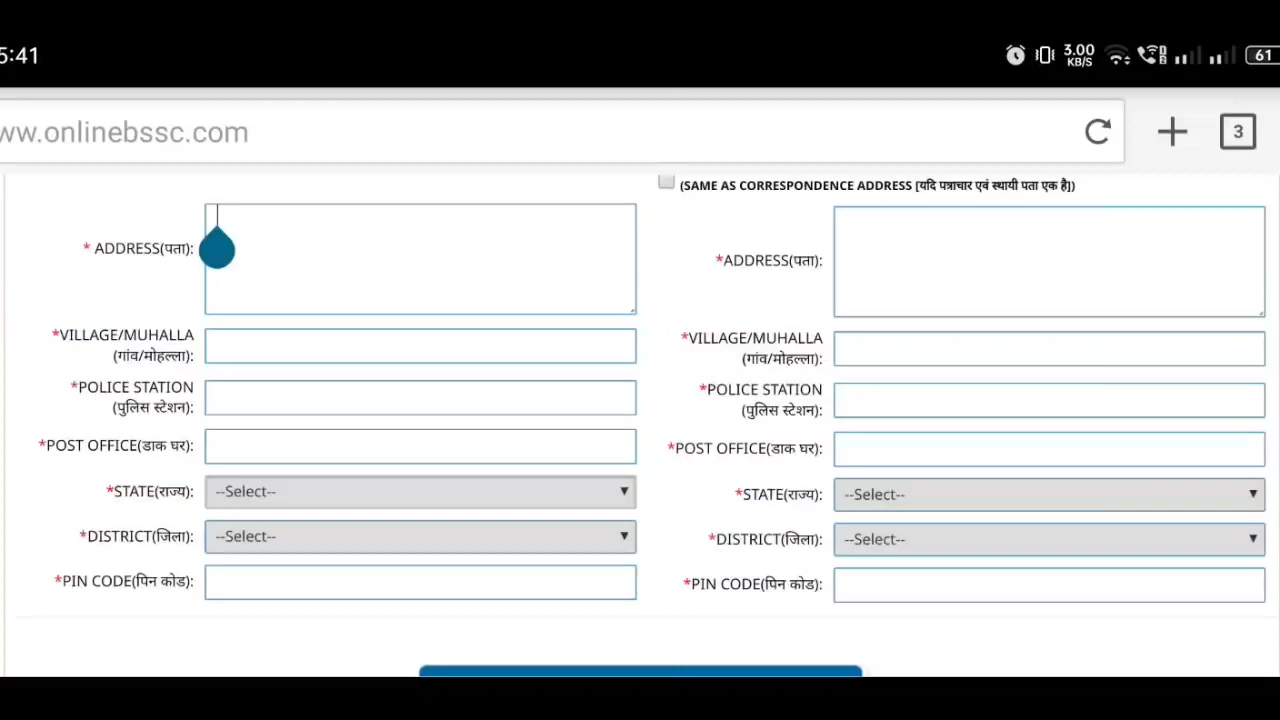 5:41
3.00
KB/S
61
ww.onlinebssc.com
3
(SAME AS CORRESPONDENCE ADDRESS [यदि पत्राचार एवं स्थायी पता एक है])
* ADDRESS(पता):
*VILLAGE/MUHALLA
(गांव/मोहल्ला):
*POLICE STATION
(पुलिस स्टेशन):
*POST OFFICE(डाक घर):
*STATE(राज्य): --Select--
*DISTRICT(जिला): --Select--
*PIN CODE(पिन कोड):
*ADDRESS(पता):
*VILLAGE/MUHALLA
(गांव/मोहल्ला):
*POLICE STATION
(पुलिस स्टेशन):
*POST OFFICE(डाक घर):
*STATE(राज्य): --Select--
*DISTRICT(जिला): --Select--
*PIN CODE(पिन कोड):